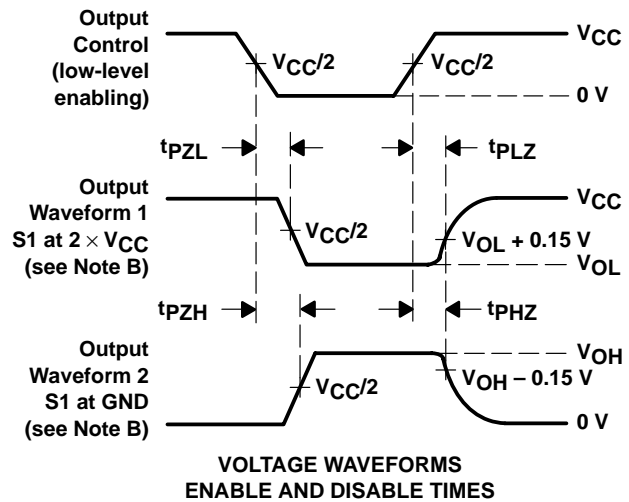 Output
Control
(low-level
enabling)
VCC
VCC/2
VCC/2
0 V
tPZL
tPLZ
Output
Waveform 1
S1 at 2 × VCC
(see Note B)
VCC
VCC/2
VOL + 0.15 V
VOL
tPZH
tPHZ
Output
Waveform 2
S1 at GND
(see Note B)
VOH
VCC/2
VOH – 0.15 V
0 V
VOLTAGE WAVEFORMS
ENABLE AND DISABLE TIMES